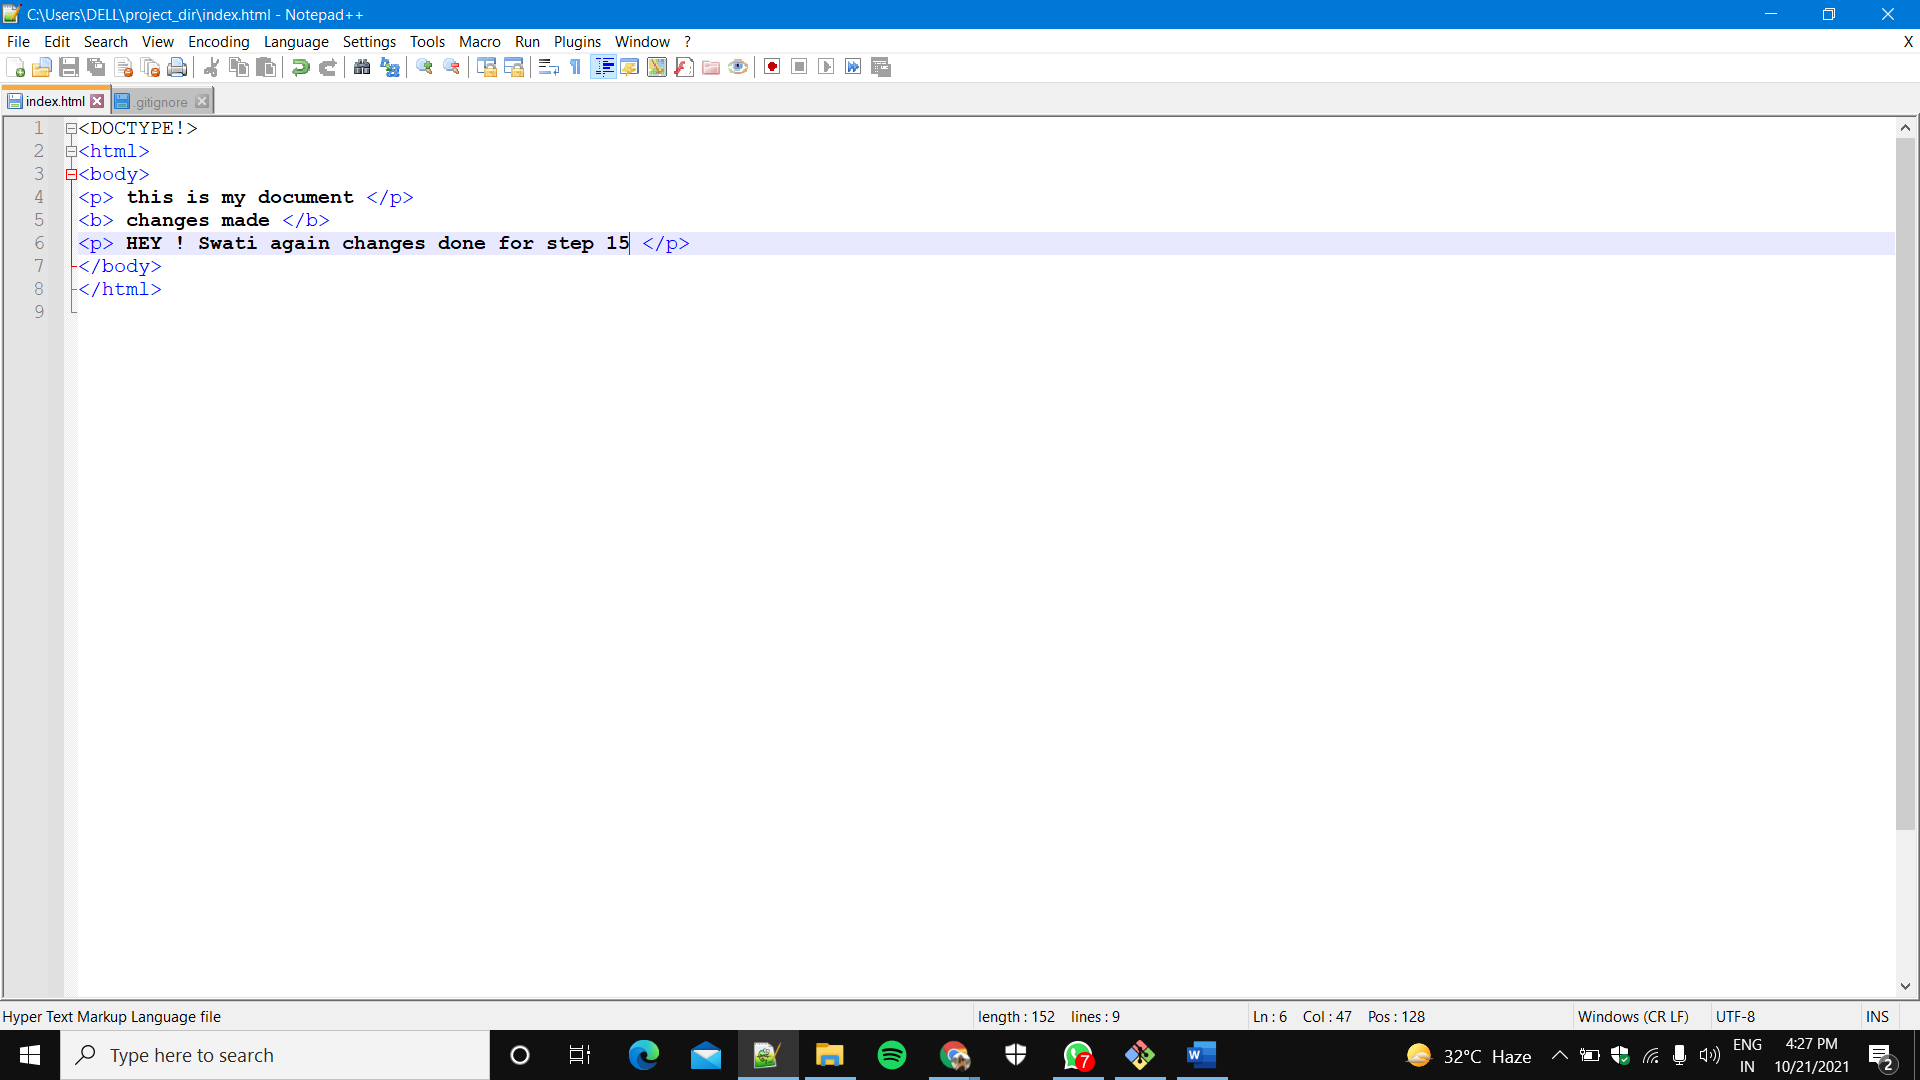 C:\Users\DELL\project_dir\index.html - Notepad++
File Edit Search View Encoding Language Settings Tools Macro Run Plugins Window ? X
index.html .gitignore
1 <DOCTYPE!>
2 <html>
3 <body>
4 <p> this is my document </p>
5 <b> changes made </b>
6 <p> HEY ! Swati again changes done for step 15 </p>
7 </body>
8 </html>
9
Hyper Text Markup Language file length : 152 lines : 9 Ln : 6 Col : 47 Pos : 128 Windows (CR LF) UTF-8 INS
Type here to search 7 W 32°C Haze ENG 4:27 PM
IN 10/21/2021 2